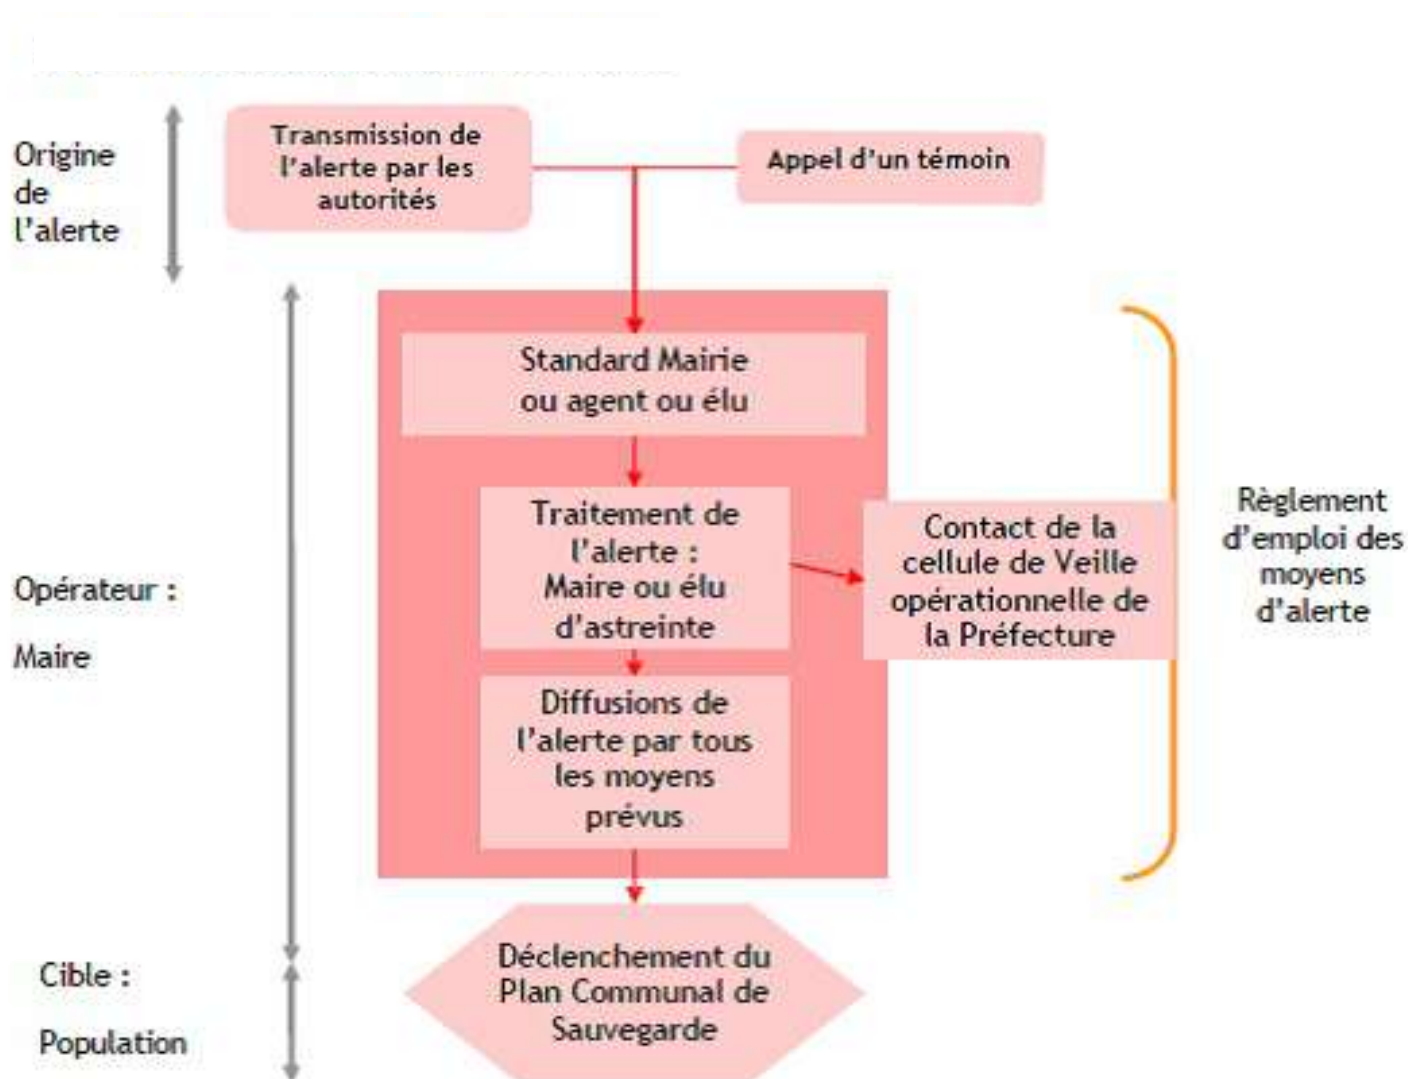 Origine
de
l'alerte
Transmission de
l'alerte par les
autorités
Appel d'un témoin
Standard Mairie
ou agent ou élu
Traitement de
l'alerte :
Maire ou élu
d'astreinte
Contact de la
cellule de Veille
opérationnelle de
la Préfecture
Règlement
d'emploi des
moyens
d'alerte
Opérateur :
Maire
Diffusions de
l'alerte par tous
les moyens
prévus
Déclenchement du
Plan Communal de
Sauvegarde
Cible :
Population